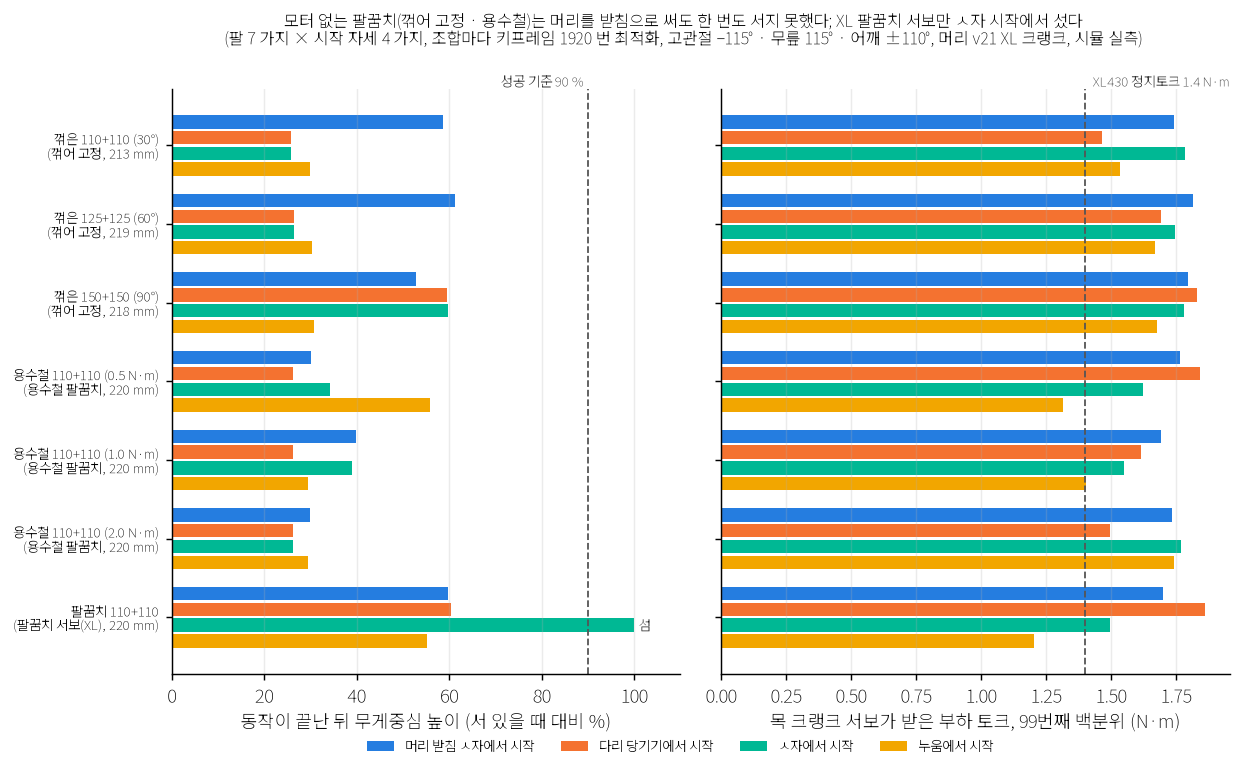 모터 없는 팔꿈치(꺾어 고정 · 용수철)는 머리를 받침으로 써도 한 번도 서지 못했다; XL 팔꿈치 서보만 ㅅ자 시작에서 섰다
(팔 7 가지 × 시작 자세 4 가지, 조합마다 키프레임 1920 번 최적화, 고관절 −115° · 무릎 115° · 어깨 ±110°, 머리 v21 XL 크랭크, 시뮬 실측)
성공 기준 90 %
XL430 정지토크 1.4 N·m
꺾은 110+110 (30°)
(꺾어 고정, 213 mm)
꺾은 125+125 (60°)
(꺾어 고정, 219 mm)
꺾은 150+150 (90°)
(꺾어 고정, 218 mm)
용수철 110+110 (0.5 N·m)
(용수철 팔꿈치, 220 mm)
용수철 110+110 (1.0 N·m)
(용수철 팔꿈치, 220 mm)
용수철 110+110 (2.0 N·m)
(용수철 팔꿈치, 220 mm)
팔꿈치 110+110
(팔꿈치 서보(XL), 220 mm)
섬
0 20 40 60 80 100
0.00 0.25 0.50 0.75 1.00 1.25 1.50 1.75
동작이 끝난 뒤 무게중심 높이 (서 있을 때 대비 %)
목 크랭크 서보가 받은 부하 토크, 99번째 백분위 (N·m)
머리 받침 ㅅ자에서 시작
다리 당기기에서 시작
ㅅ자에서 시작
누움에서 시작